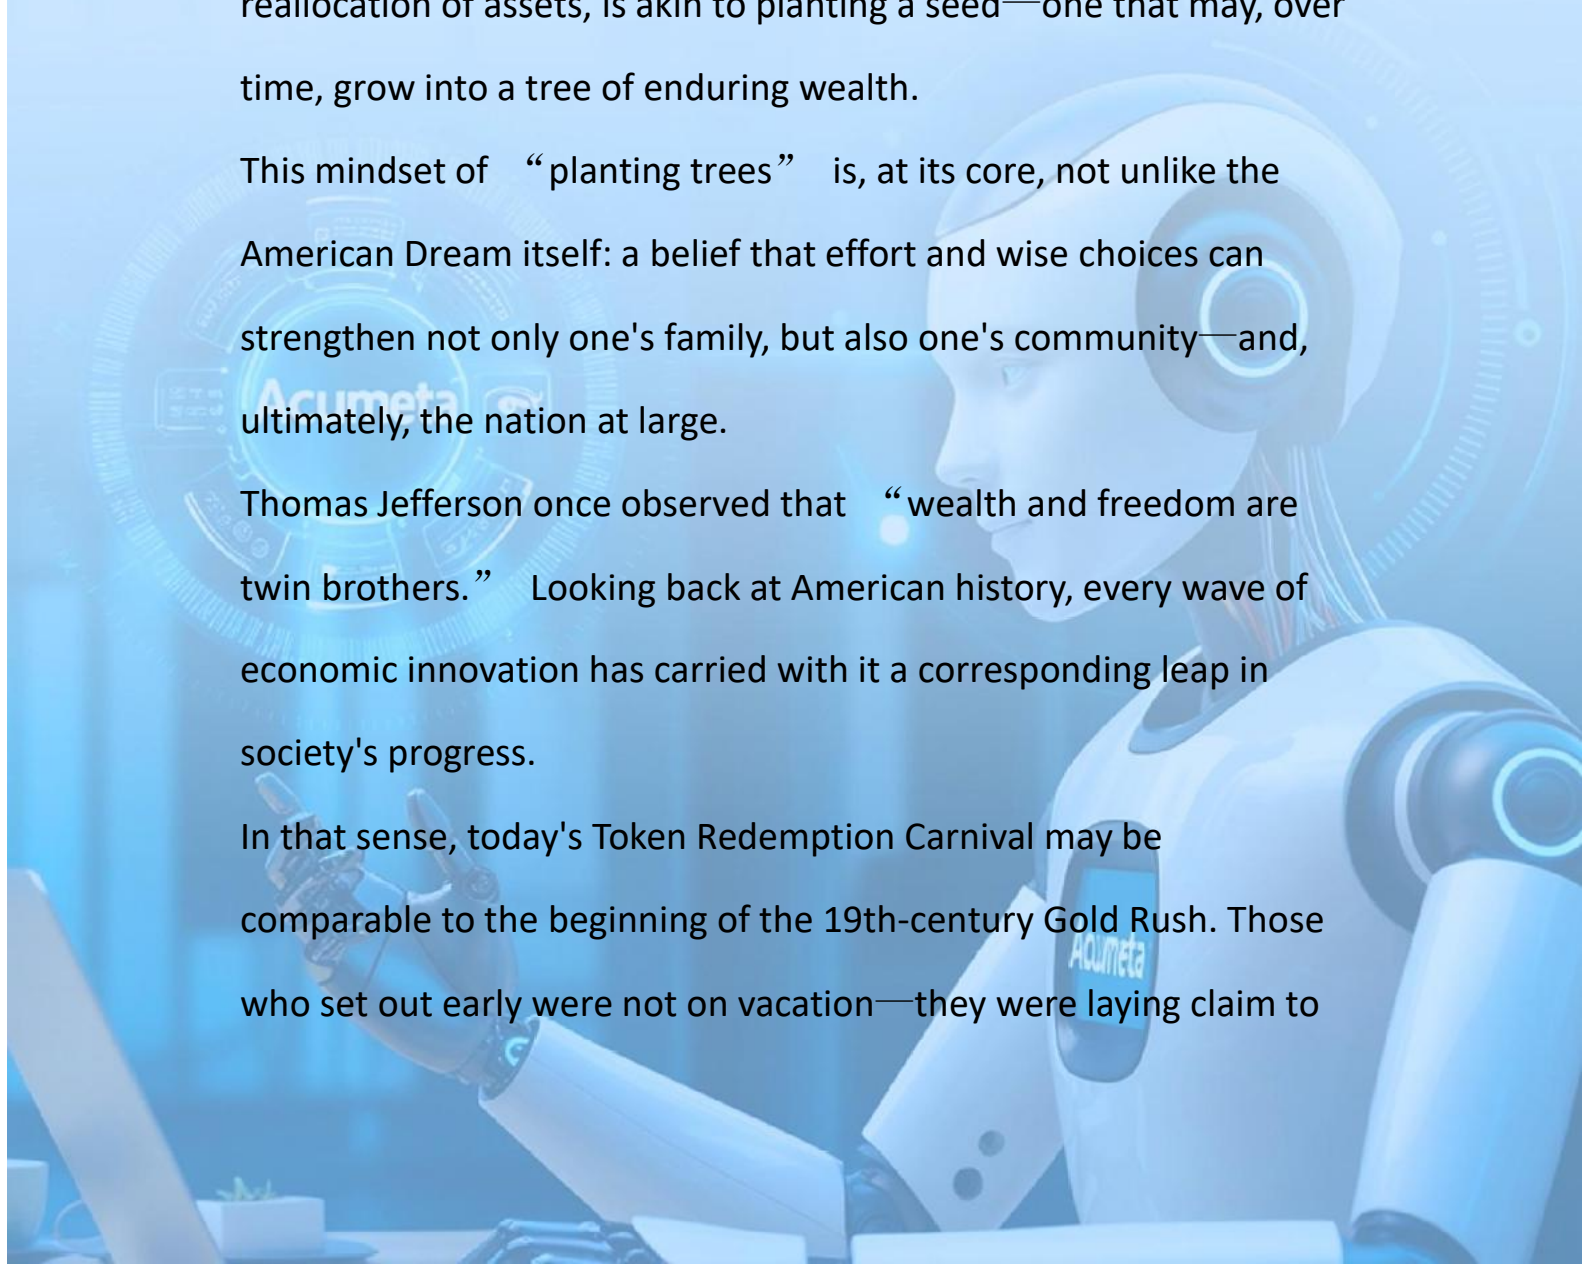 reallocation of assets, is akin to planting a seed—one that may, over
time, grow into a tree of enduring wealth.
This mindset of “planting trees” is, at its core, not unlike the
American Dream itself: a belief that effort and wise choices can
strengthen not only one's family, but also one's community—and,
Acumeta
ultimately, the nation at large.
Thomas Jefferson once observed that “wealth and freedom are
twin brothers.” Looking back at American history, every wave of
economic innovation has carried with it a corresponding leap in
society's progress.
In that sense, today's Token Redemption Carnival may be
comparable to the beginning of the 19th-century Gold Rush. Those
Acumeta
who set out early were not on vacation—they were laying claim to